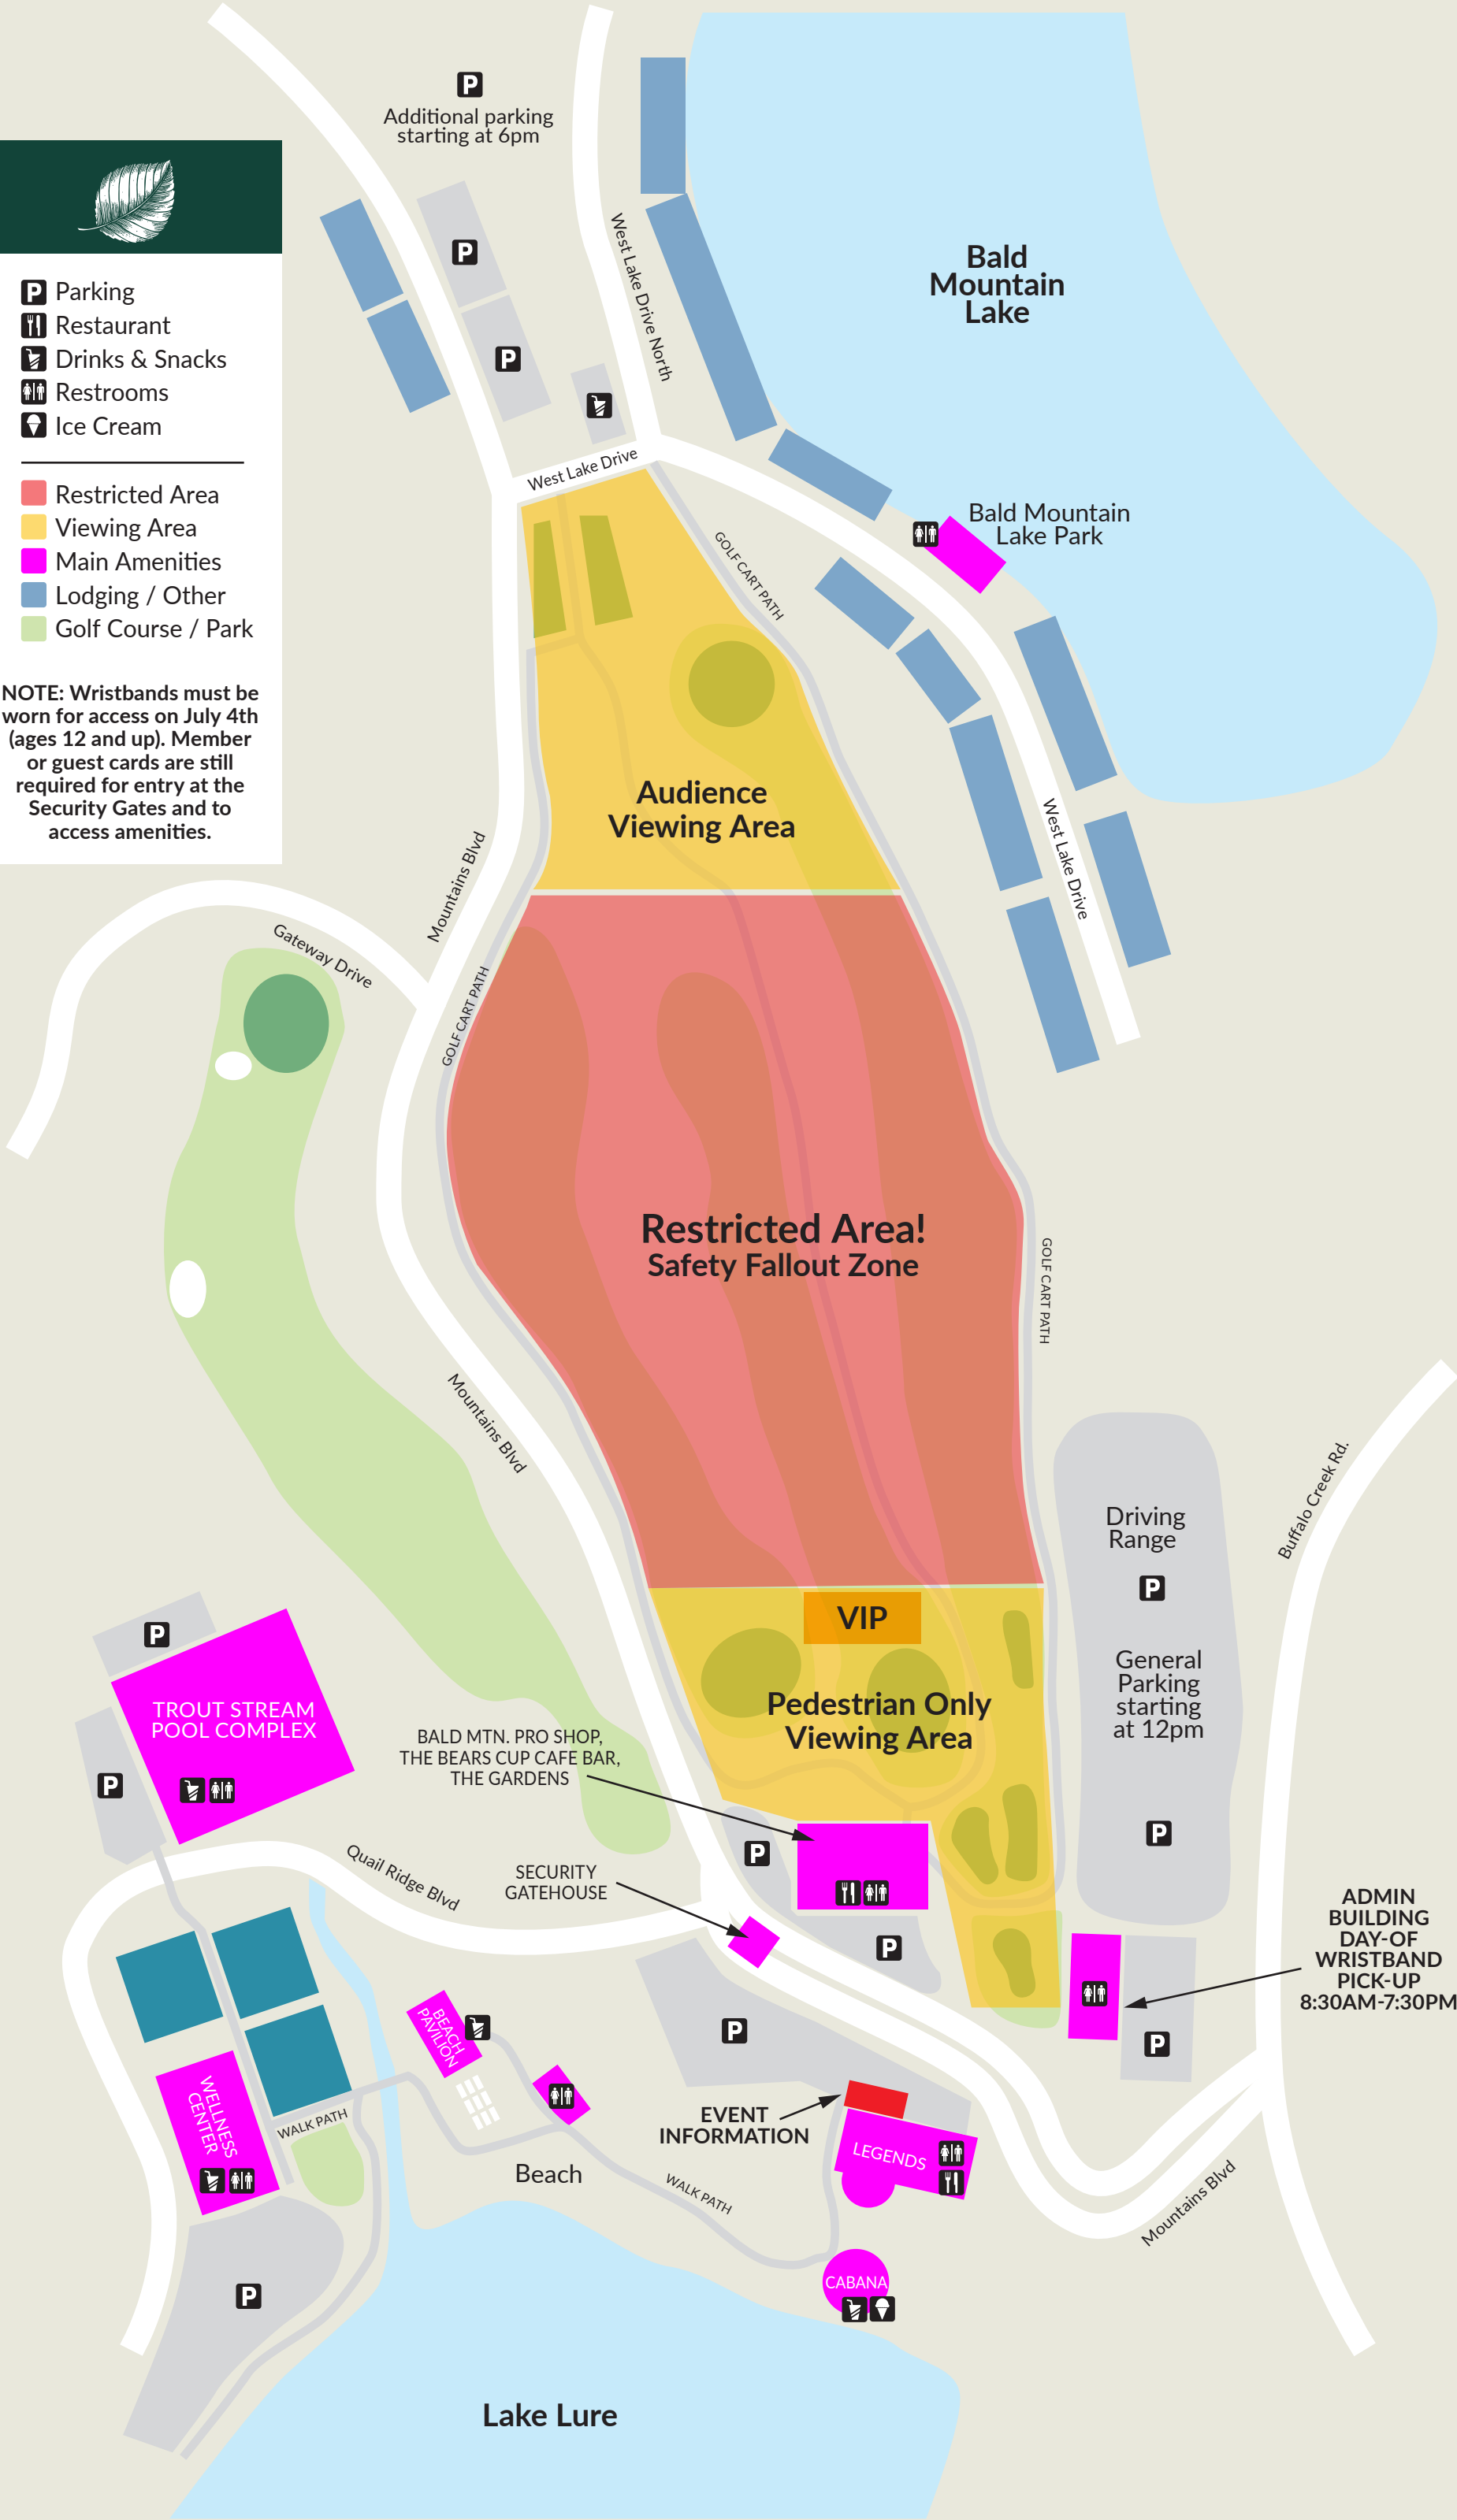 P
Additional parking
starting at 6pm
P
P
West Lake Drive North
West Lake Drive
Bald
Mountain
Lake
P Parking
Restaurant
Drinks & Snacks
Restrooms
Ice Cream
Restricted Area
Viewing Area
Main Amenities
Lodging / Other
Golf Course / Park
NOTE: Wristbands must be
worn for access on July 4th
(ages 12 and up). Member
or guest cards are still
required for entry at the
Security Gates and to
access amenities.
Bald Mountain
Lake Park
GOLF CART PATH
Audience
Viewing Area
West Lake Drive
Mountains Blvd
Gateway Drive
GOLF CART PATH
Restricted Area!
Safety Fallout Zone
GOLF CART PATH
Mountains Blvd
Driving
Range
P
General
Parking
starting
at 12pm
P
Buffalo Creek Rd.
VIP
Pedestrian Only
Viewing Area
P
TROUT STREAM
POOL COMPLEX
P
BALD MTN. PRO SHOP,
THE BEARS CUP CAFE BAR,
THE GARDENS
P
SECURITY
GATEHOUSE
P
Quail Ridge Blvd
ADMIN
BUILDING
DAY-OF
WRISTBAND
PICK-UP
8:30AM-7:30PM
P
P
BEACH
PAVILION
WELLNESS
CENTER
WALK PATH
EVENT
INFORMATION
LEGENDS
Beach
WALK PATH
Mountains Blvd
CABANA
P
Lake Lure